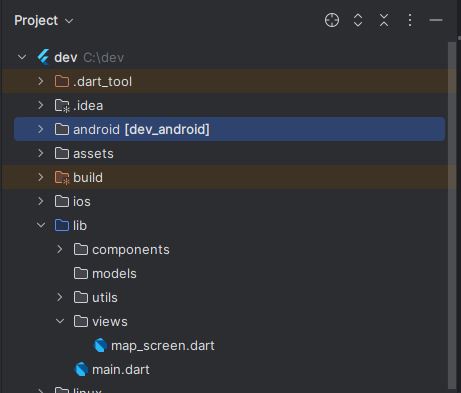 Project
dev C:\dev
.dart_tool
.idea
android [dev_android]
assets
build
ios
lib
components
models
utils
views
map_screen.dart
main.dart
linux